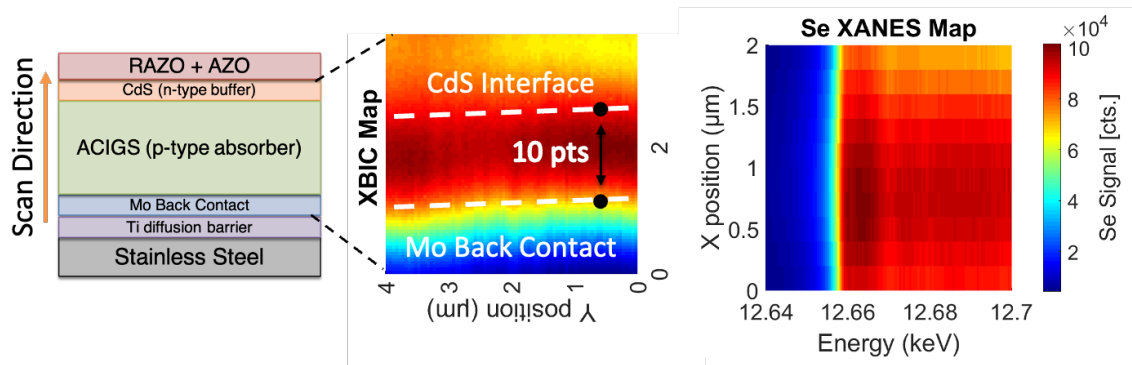 Scan Direction
RAZO + AZO
CdS (n-type buffer)
ACIGS (p-type absorber)
Mo Back Contact
Ti diffusion barrier
Stainless Steel
XBIC Map
CdS Interface
10 pts
Mo Back Contact
2
0
4
3
2
1
0
Y position (μm)
Se XANES Map
X position (μm)
2
1.5
1
0.5
0
12.64
12.66
12.68
12.7
Energy (keV)
×10⁴
10
8
6
4
2
Se Signal [cts.]